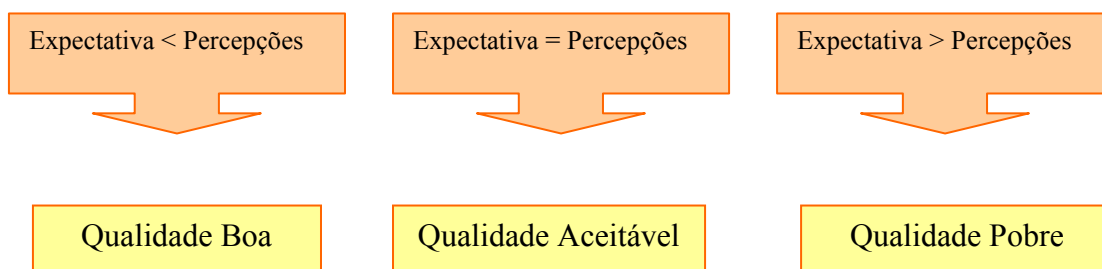 Expectativa < Percepções
Expectativa = Percepções
Expectativa > Percepções
Qualidade Boa
Qualidade Aceitável
Qualidade Pobre